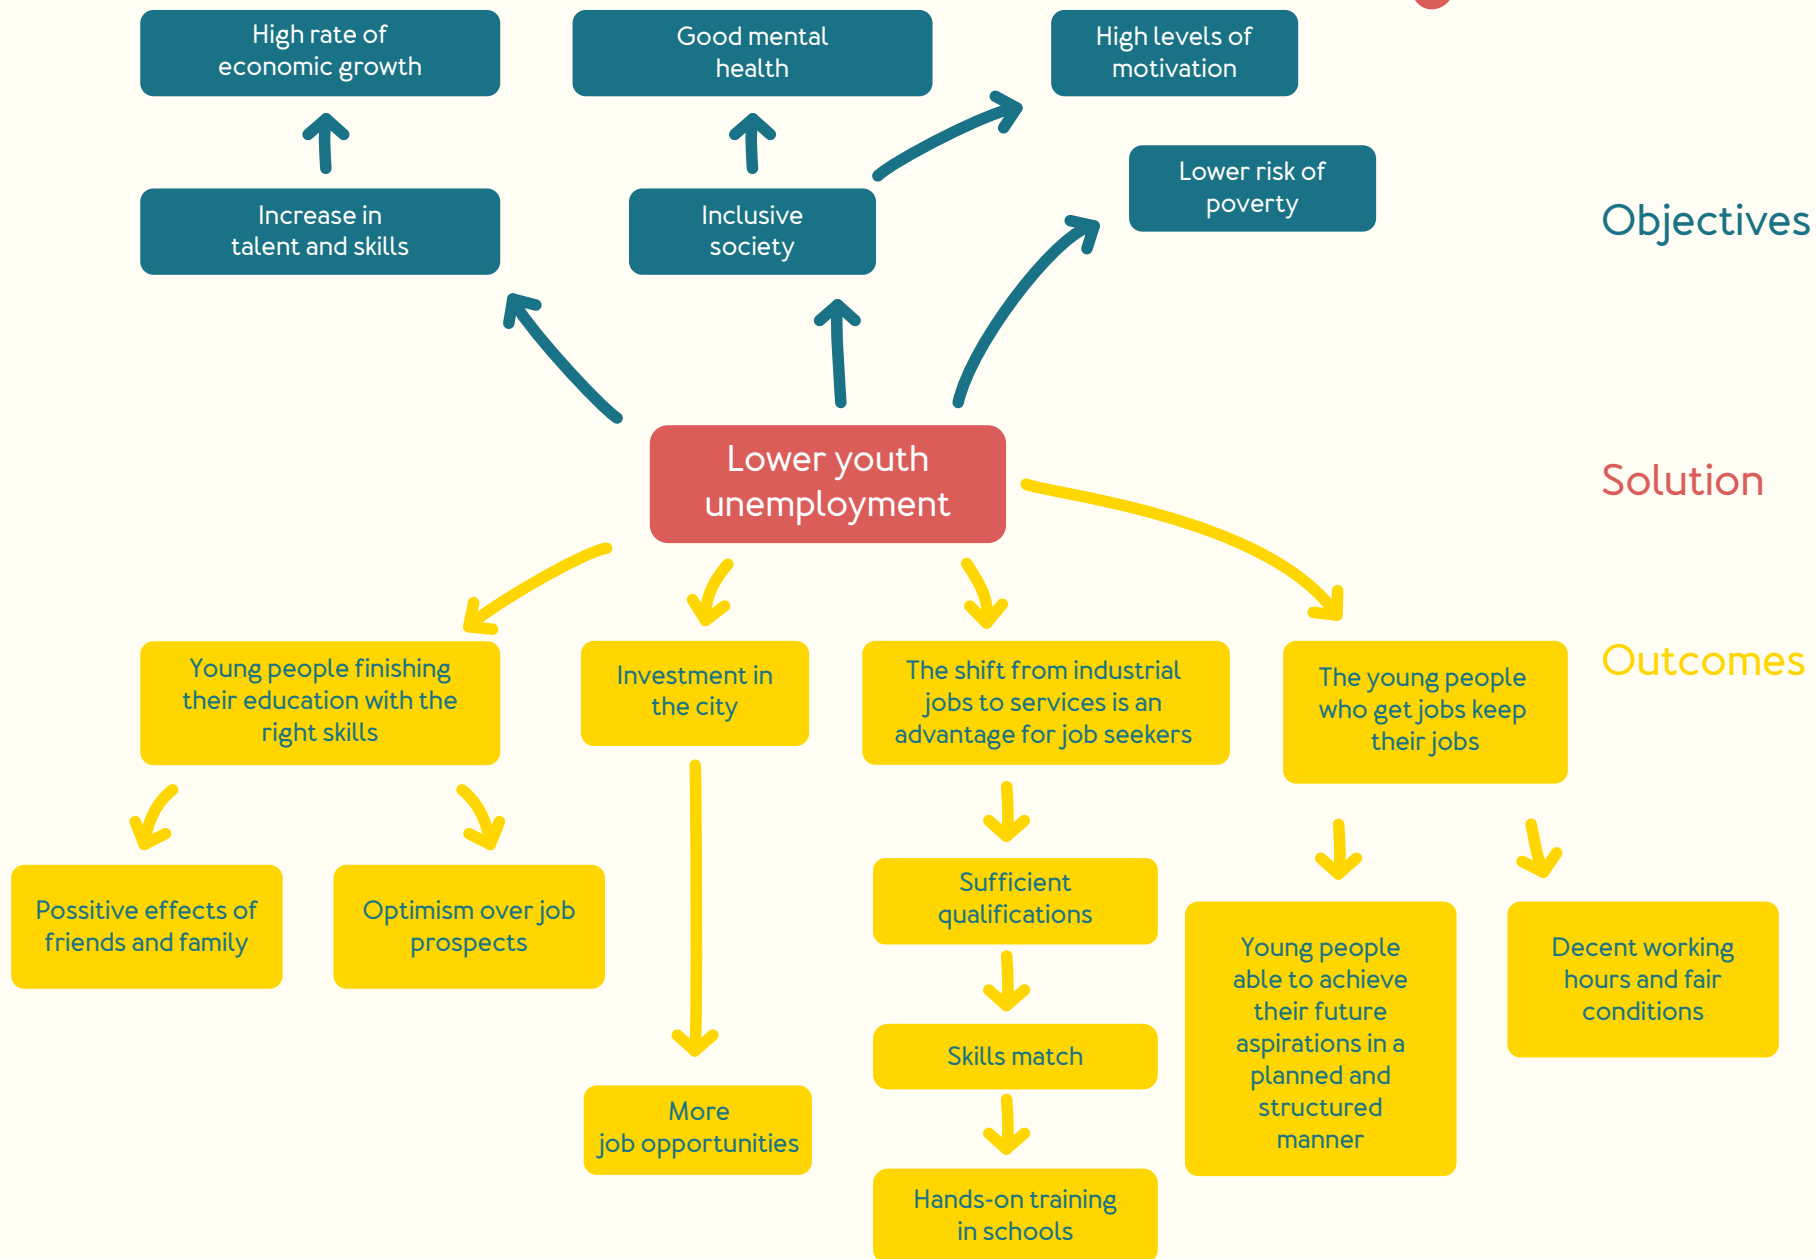 High rate of
economic growth
Good mental
health
High levels of
motivation
Lower risk of
poverty
Increase in
talent and skills
Inclusive
society
Objectives
Lower youth
unemployment
Solution
Young people finishing
their education with the
right skills
Investment in
the city
The shift from industrial
jobs to services is an
advantage for job seekers
The young people
who get jobs keep
their jobs
Outcomes
Possitive effects of
friends and family
Optimism over job
prospects
Sufficient
qualifications
Young people
able to achieve
their future
aspirations in a
planned and
structured
manner
Decent working
hours and fair
conditions
Skills match
More
job opportunities
Hands-on training
in schools